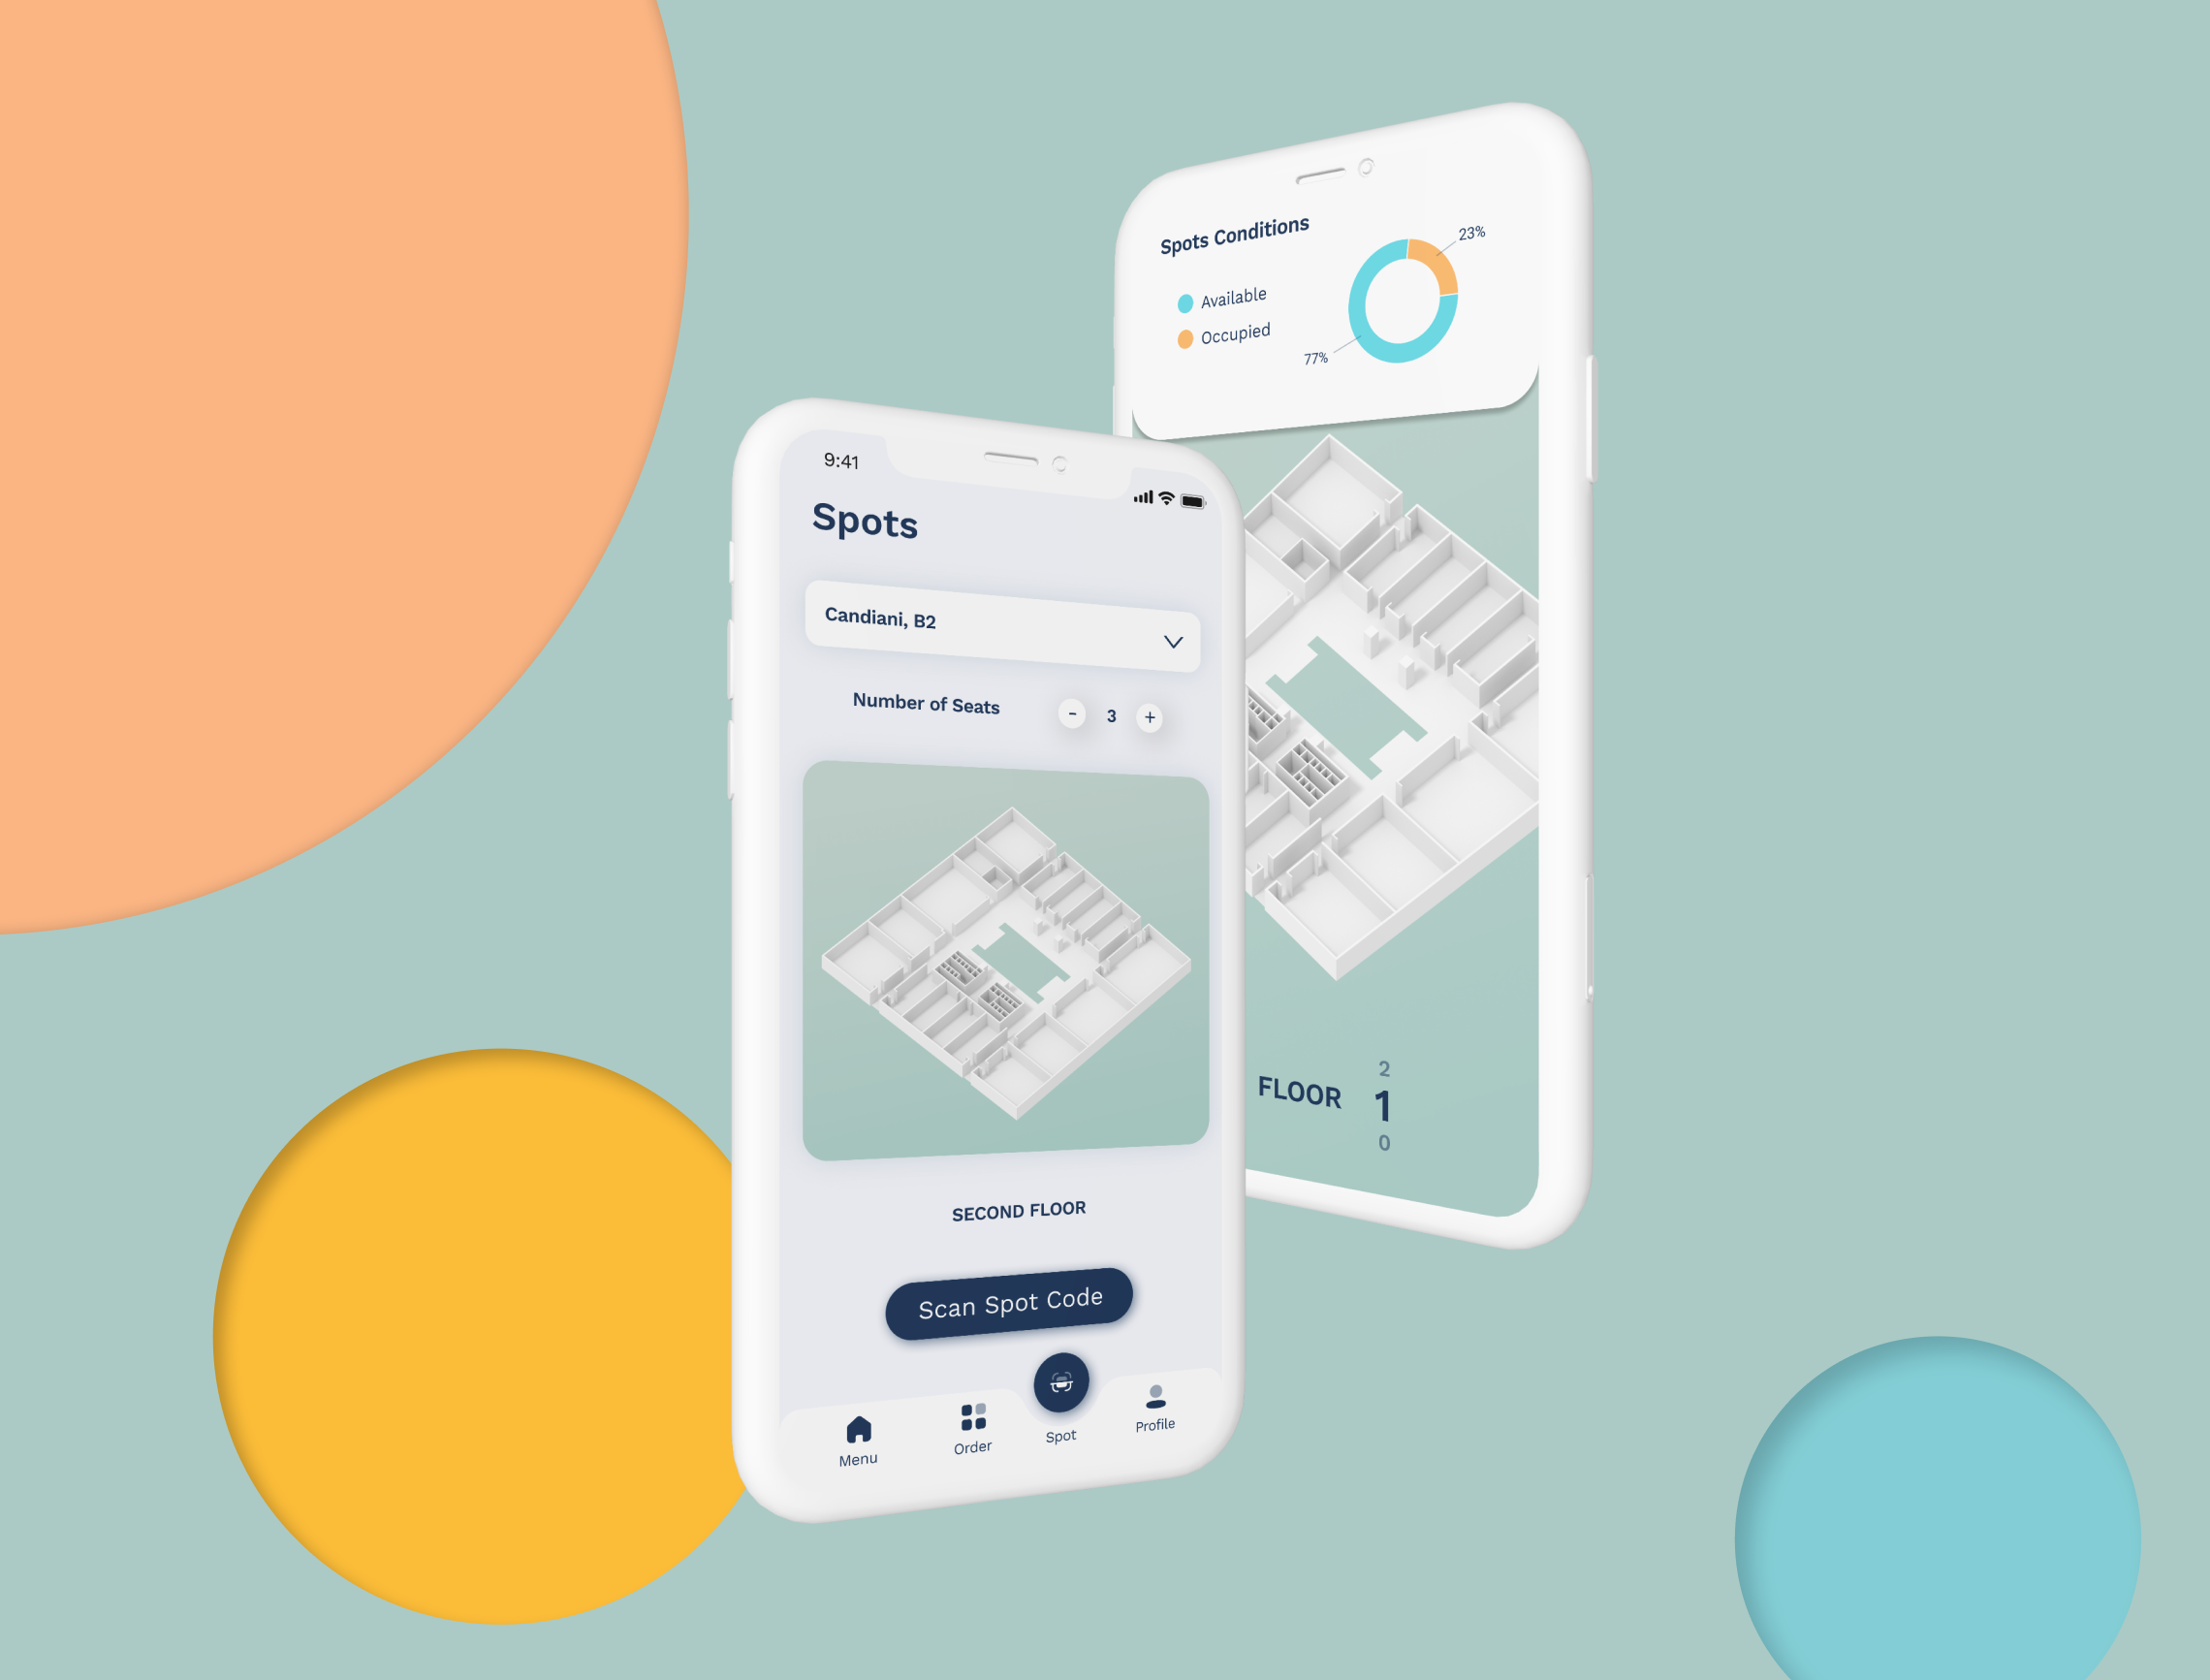 9:41
Spots
Candiani, B2
Number of Seats
- 3 +
SECOND FLOOR
Scan Spot Code
Menu
Order
Spot
Profile
Spots Conditions
Available
Occupied
23%
77%
FLOOR
2
1
0